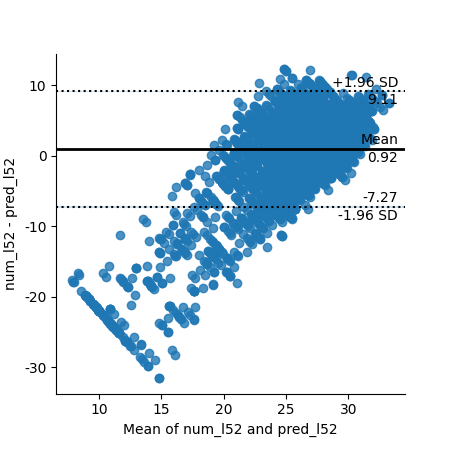 +1.96 SD
9.11
Mean
0.92
-7.27
-1.96 SD
10
0
-10
-20
-30
num_l52 - pred_l52
10 15 20 25 30
Mean of num_l52 and pred_l52